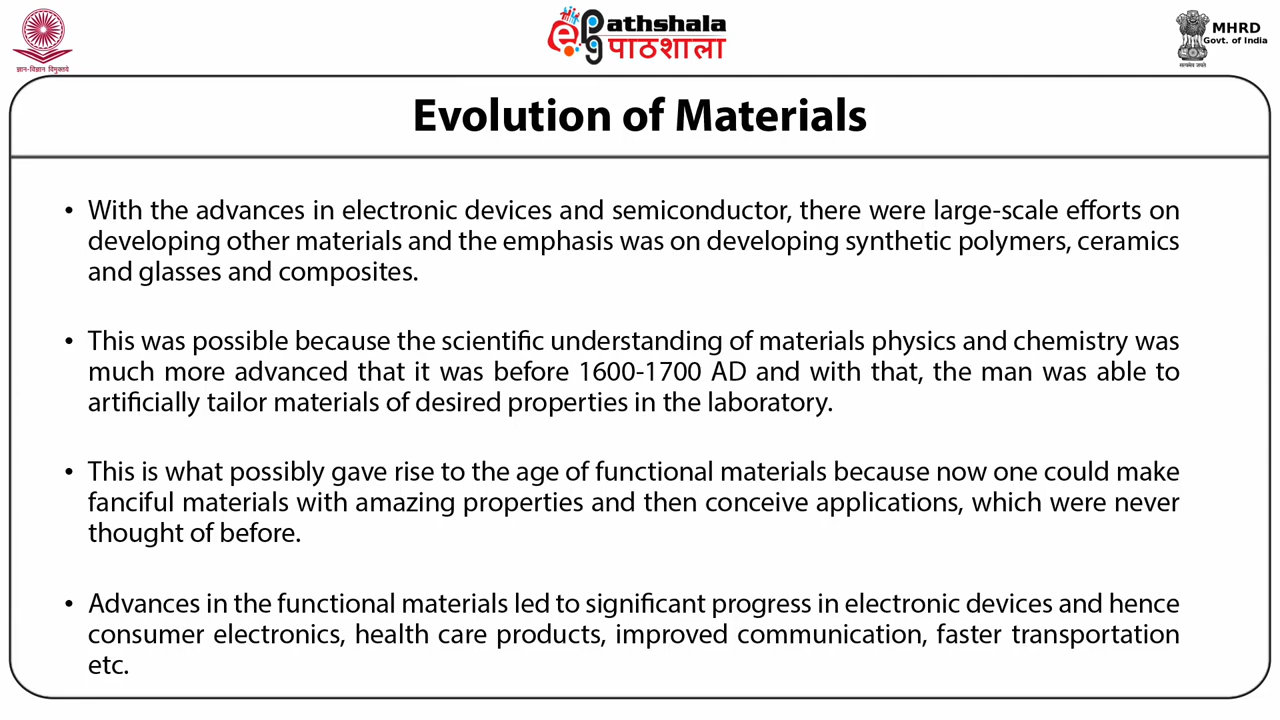 ज्ञान-विज्ञान विमुक्तये
ePathshala
पाठशाला
MHRD
Govt. of India
सत्यमेव जयते
Evolution of Materials
• With the advances in electronic devices and semiconductor, there were large-scale efforts on
developing other materials and the emphasis was on developing synthetic polymers, ceramics
and glasses and composites.
• This was possible because the scientific understanding of materials physics and chemistry was
much more advanced that it was before 1600-1700 AD and with that, the man was able to
artificially tailor materials of desired properties in the laboratory.
• This is what possibly gave rise to the age of functional materials because now one could make
fanciful materials with amazing properties and then conceive applications, which were never
thought of before.
• Advances in the functional materials led to significant progress in electronic devices and hence
consumer electronics, health care products, improved communication, faster transportation
etc.